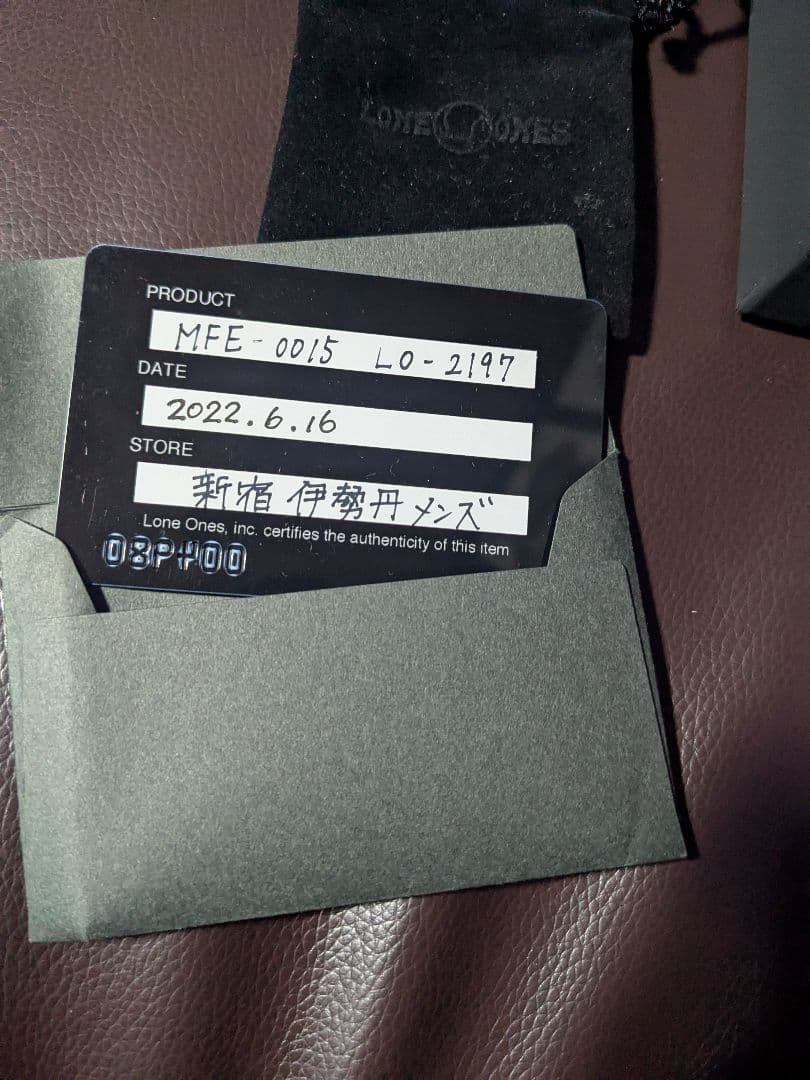 LONE ONES
PRODUCT
MFE-0015 LO-2197
DATE
2022.6.16
STORE
新宿 伊勢丹 メンズ
Lone Ones, inc. certifies the authenticity of this item